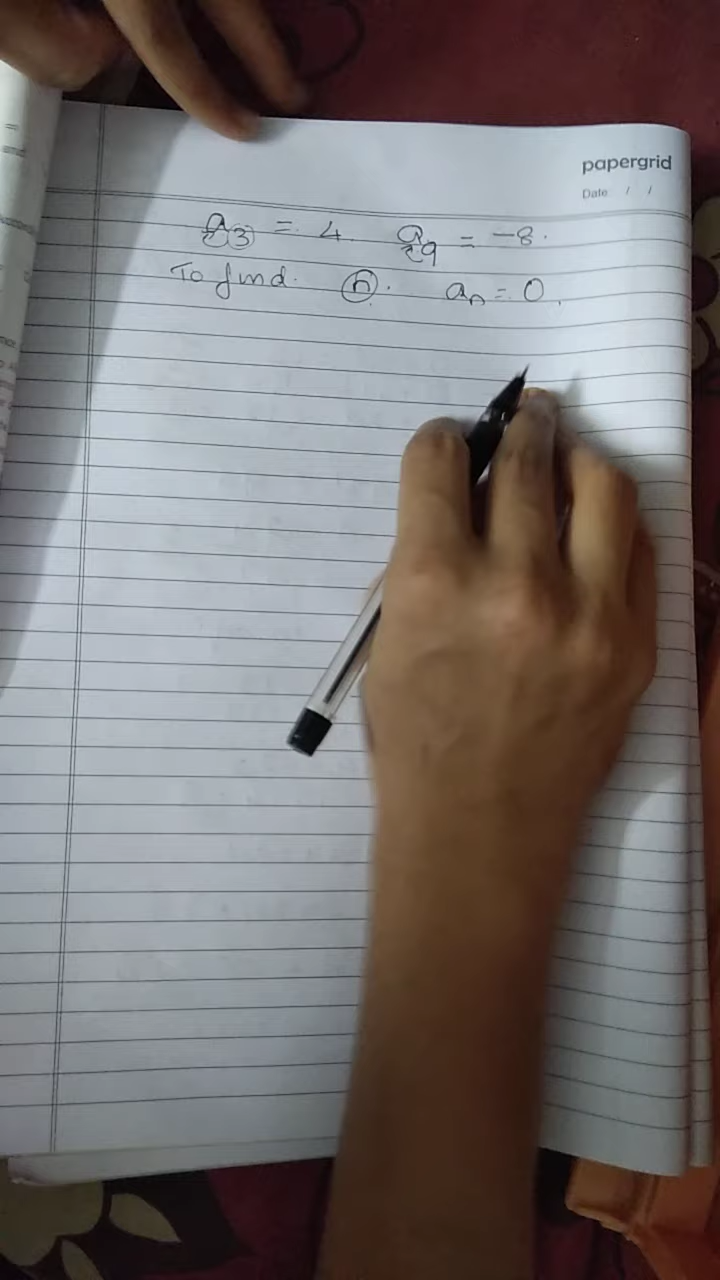 papergrid
Date: / /
a₃ = 4. a₉ = -8.
To find. n. aₙ = 0.